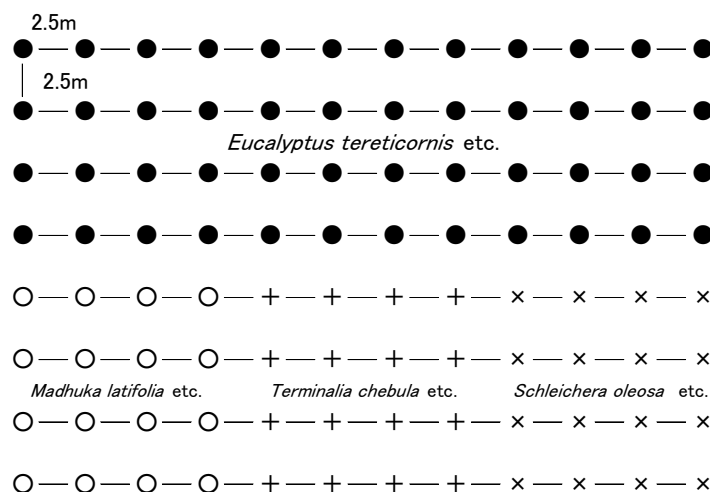 2.5m
2.5m
Eucalyptus tereticornis etc.
Madhuka latifolia etc. Terminalia chebula etc. Schleichera oleosa etc.